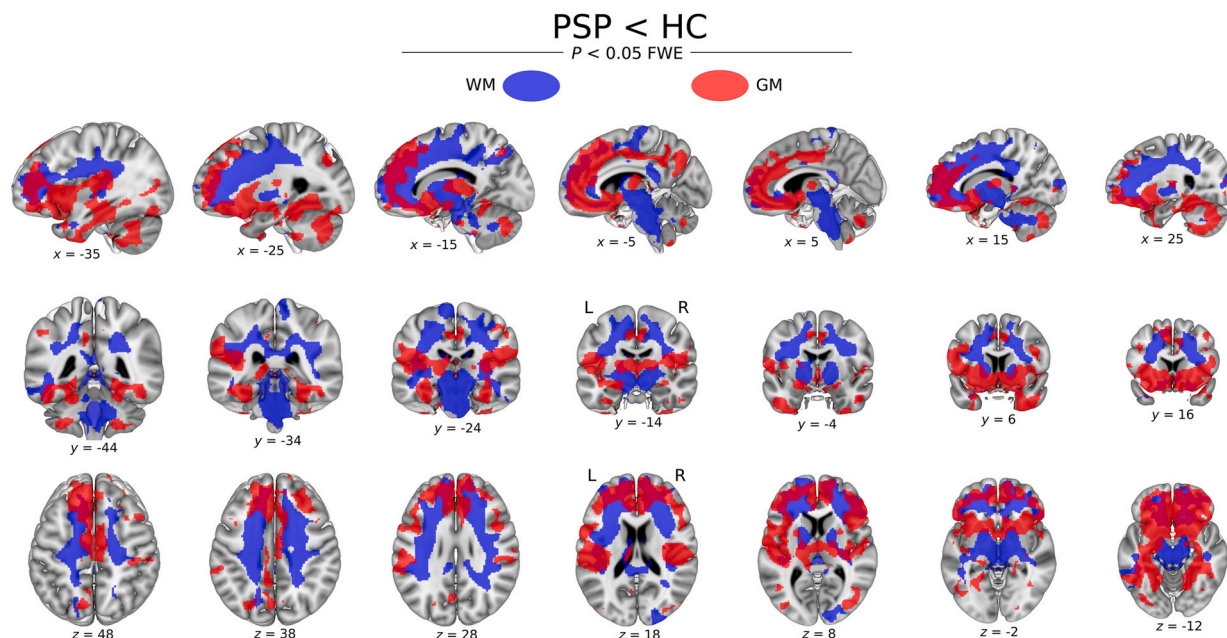 PSP < HC
P < 0.05 FWE
WM GM
x = -35 x = -25 x = -15 x = -5 x = 5 x = 15 x = 25
L R
y = -44 y = -34 y = -24 y = -14 y = -4 y = 6 y = 16
L R
z = 48 z = 38 z = 28 z = 18 z = 8 z = -2 z = -12